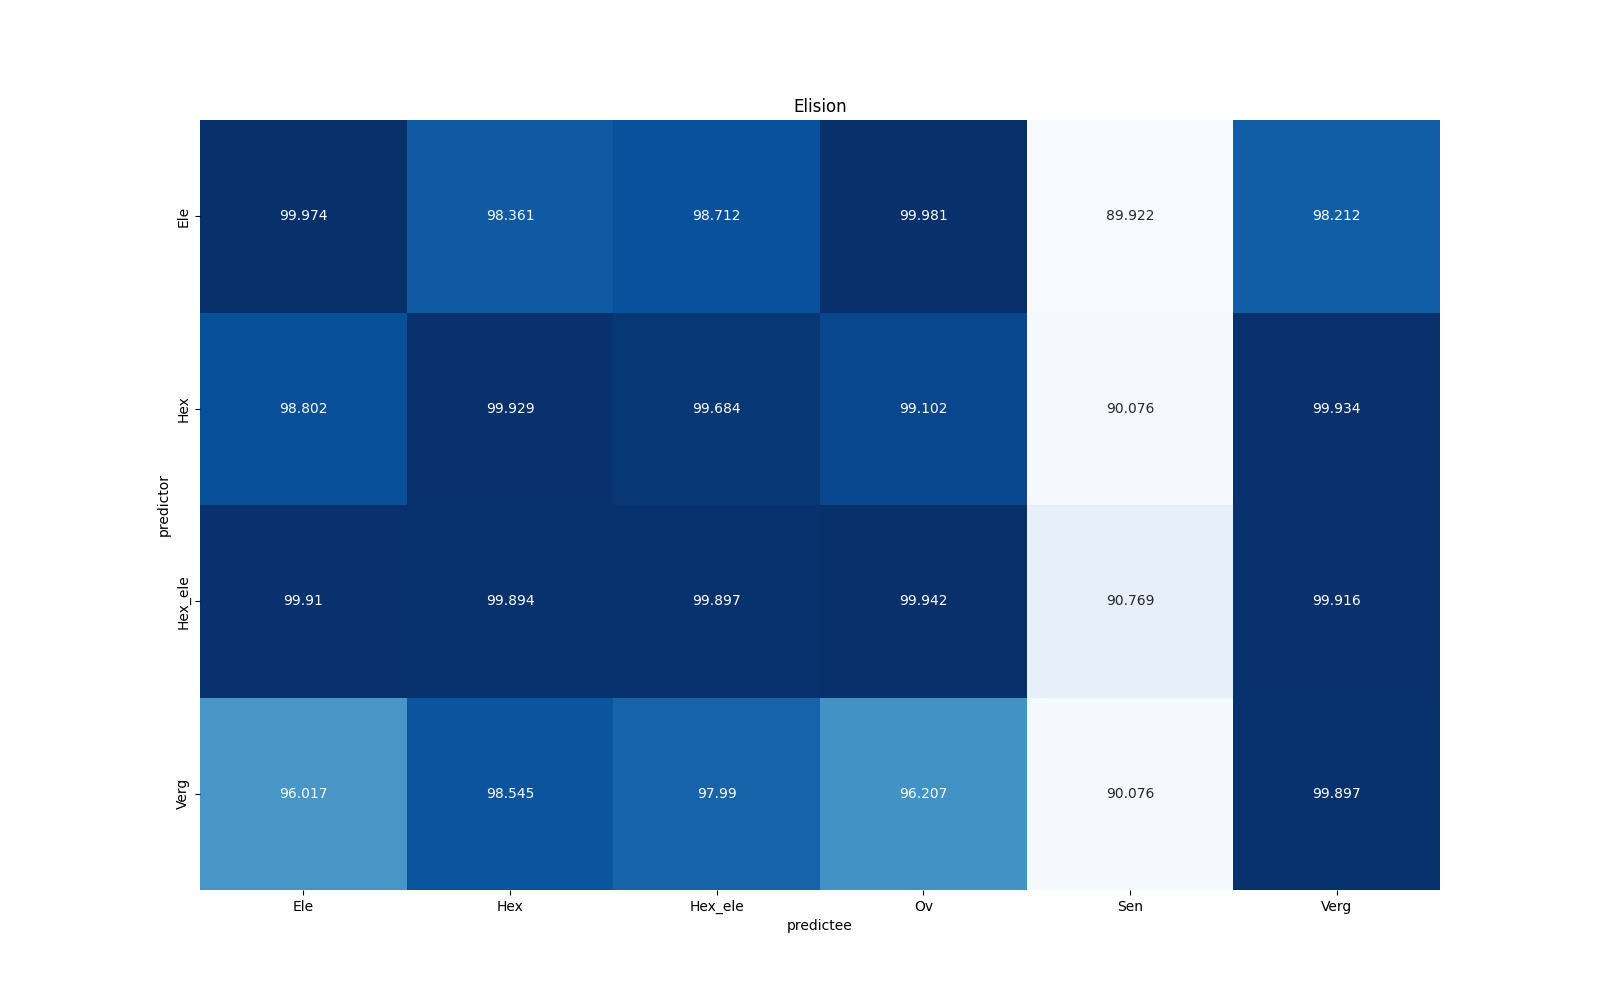 Elision
predictor
Ele
99.974 98.361 98.712 99.981 89.922 98.212
Hex
98.802 99.929 99.684 99.102 90.076 99.934
Hex_ele
99.91 99.894 99.897 99.942 90.769 99.916
Verg
96.017 98.545 97.99 96.207 90.076 99.897
Ele Hex Hex_ele Ov Sen Verg
predictee